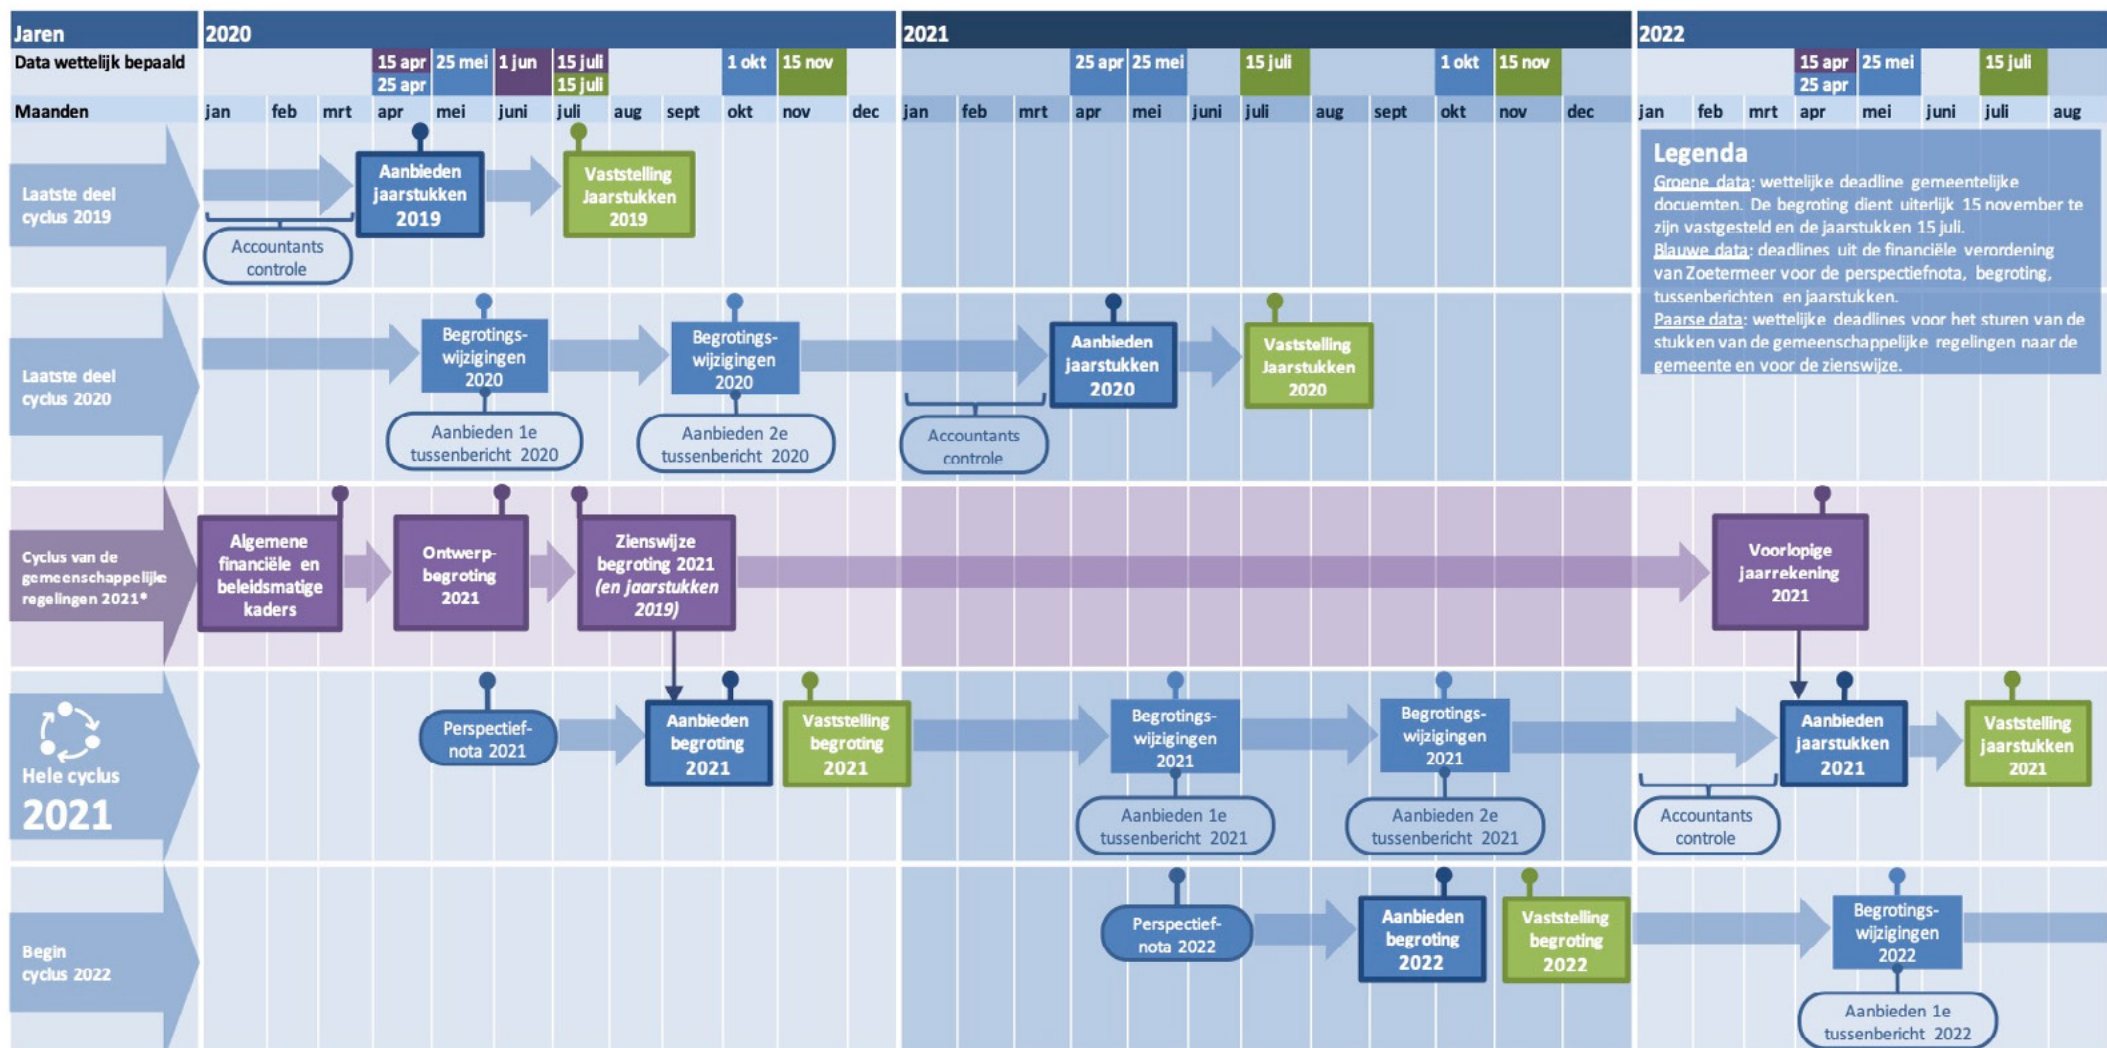 Jaren
2020
2021
2022
Data wettelijk bepaald
15 apr
25 mei
1 jun
15 juli
1 okt
15 nov
25 apr
25 mei
15 juli
1 okt
15 nov
15 apr
25 mei
15 juli
25 apr
15 juli
25 apr
Maanden
jan feb mrt apr mei juni juli aug sept okt nov dec
jan feb mrt apr mei juni juli aug sept okt nov dec
jan feb mrt apr mei juni juli aug
Legenda
Groene data: wettelijke deadline gemeentelijke
docuemten. De begroting dient uiterlijk 15 november te
zijn vastgesteld en de jaarstukken 15 juli.
Blauwe data: deadlines uit de financiële verordening
van Zoetermeer voor de perspectiefnota, begroting,
tussenberichten en jaarstukken.
Paarse data: wettelijke deadlines voor het sturen van de
stukken van de gemeenschappelijke regelingen naar de
gemeente en voor de zienswijze.
Laatste deel
cyclus 2019
Accountants
controle
Aanbieden
jaarstukken
2019
Vaststelling
Jaarstukken
2019
Laatste deel
cyclus 2020
Begrotings-
wijzigingen
2020
Aanbieden 1e
tussenbericht 2020
Begrotings-
wijzigingen
2020
Aanbieden 2e
tussenbericht 2020
Accountants
controle
Aanbieden
jaarstukken
2020
Vaststelling
Jaarstukken
2020
Cyclus van de
gemeenschappelijke
regelingen 2021*
Algemene
financiële en
beleidsmatige
kaders
Ontwerp-
begroting
2021
Zienswijze
begroting 2021
(en jaarstukken
2019)
Voorlopige
jaarrekening
2021
Hele cyclus
2021
Perspectief-
nota 2021
Aanbieden
begroting
2021
Vaststelling
begroting
2021
Begrotings-
wijzigingen
2021
Aanbieden 1e
tussenbericht 2021
Begrotings-
wijzigingen
2021
Aanbieden 2e
tussenbericht 2021
Accountants
controle
Aanbieden
jaarstukken
2021
Vaststelling
jaarstukken
2021
Begin
cyclus 2022
Perspectief-
nota 2022
Aanbieden
begroting
2022
Vaststelling
begroting
2022
Begrotings-
wijzigingen
2022
Aanbieden 1e
tussenbericht 2022